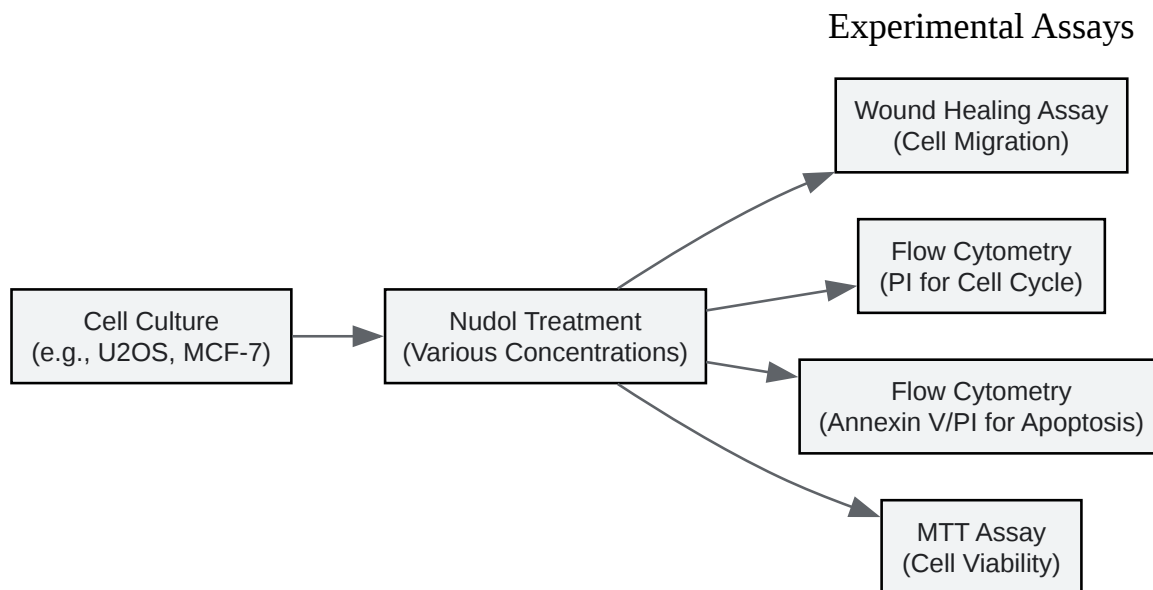 Experimental Assays
Wound Healing Assay
(Cell Migration)
Flow Cytometry
(PI for Cell Cycle)
Cell Culture
(e.g., U2OS, MCF-7)
Nudol Treatment
(Various Concentrations)
Flow Cytometry
(Annexin V/PI for Apoptosis)
MTT Assay
(Cell Viability)